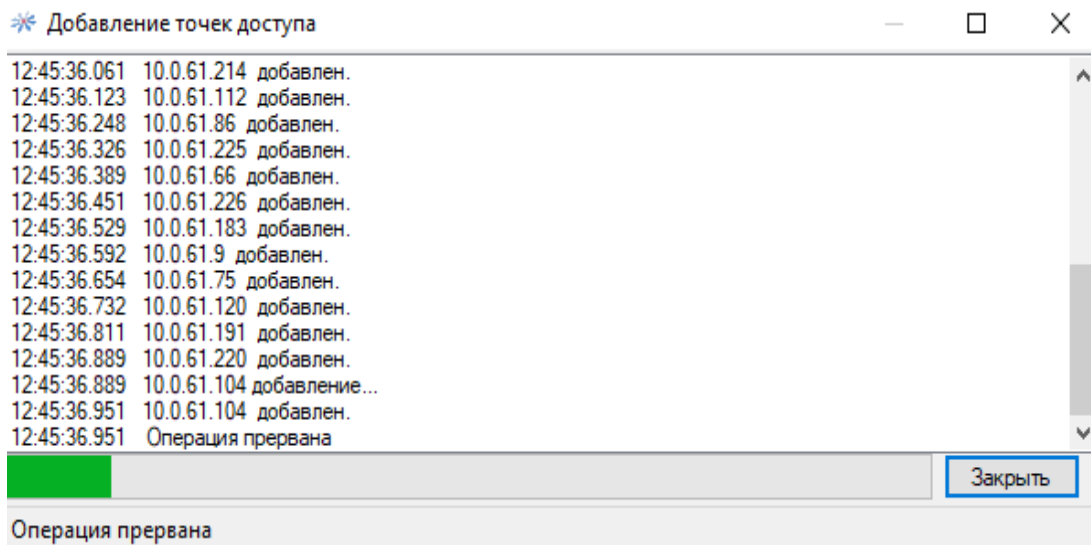 Добавление точек доступа
12:45:36.061 10.0.61.214 добавлен.
12:45:36.123 10.0.61.112 добавлен.
12:45:36.248 10.0.61.86 добавлен.
12:45:36.326 10.0.61.225 добавлен.
12:45:36.389 10.0.61.66 добавлен.
12:45:36.451 10.0.61.226 добавлен.
12:45:36.529 10.0.61.183 добавлен.
12:45:36.592 10.0.61.9 добавлен.
12:45:36.654 10.0.61.75 добавлен.
12:45:36.732 10.0.61.120 добавлен.
12:45:36.811 10.0.61.191 добавлен.
12:45:36.889 10.0.61.220 добавлен.
12:45:36.889 10.0.61.104 добавление...
12:45:36.951 10.0.61.104 добавлен.
12:45:36.951 Операция прервана
Закрыть
Операция прервана